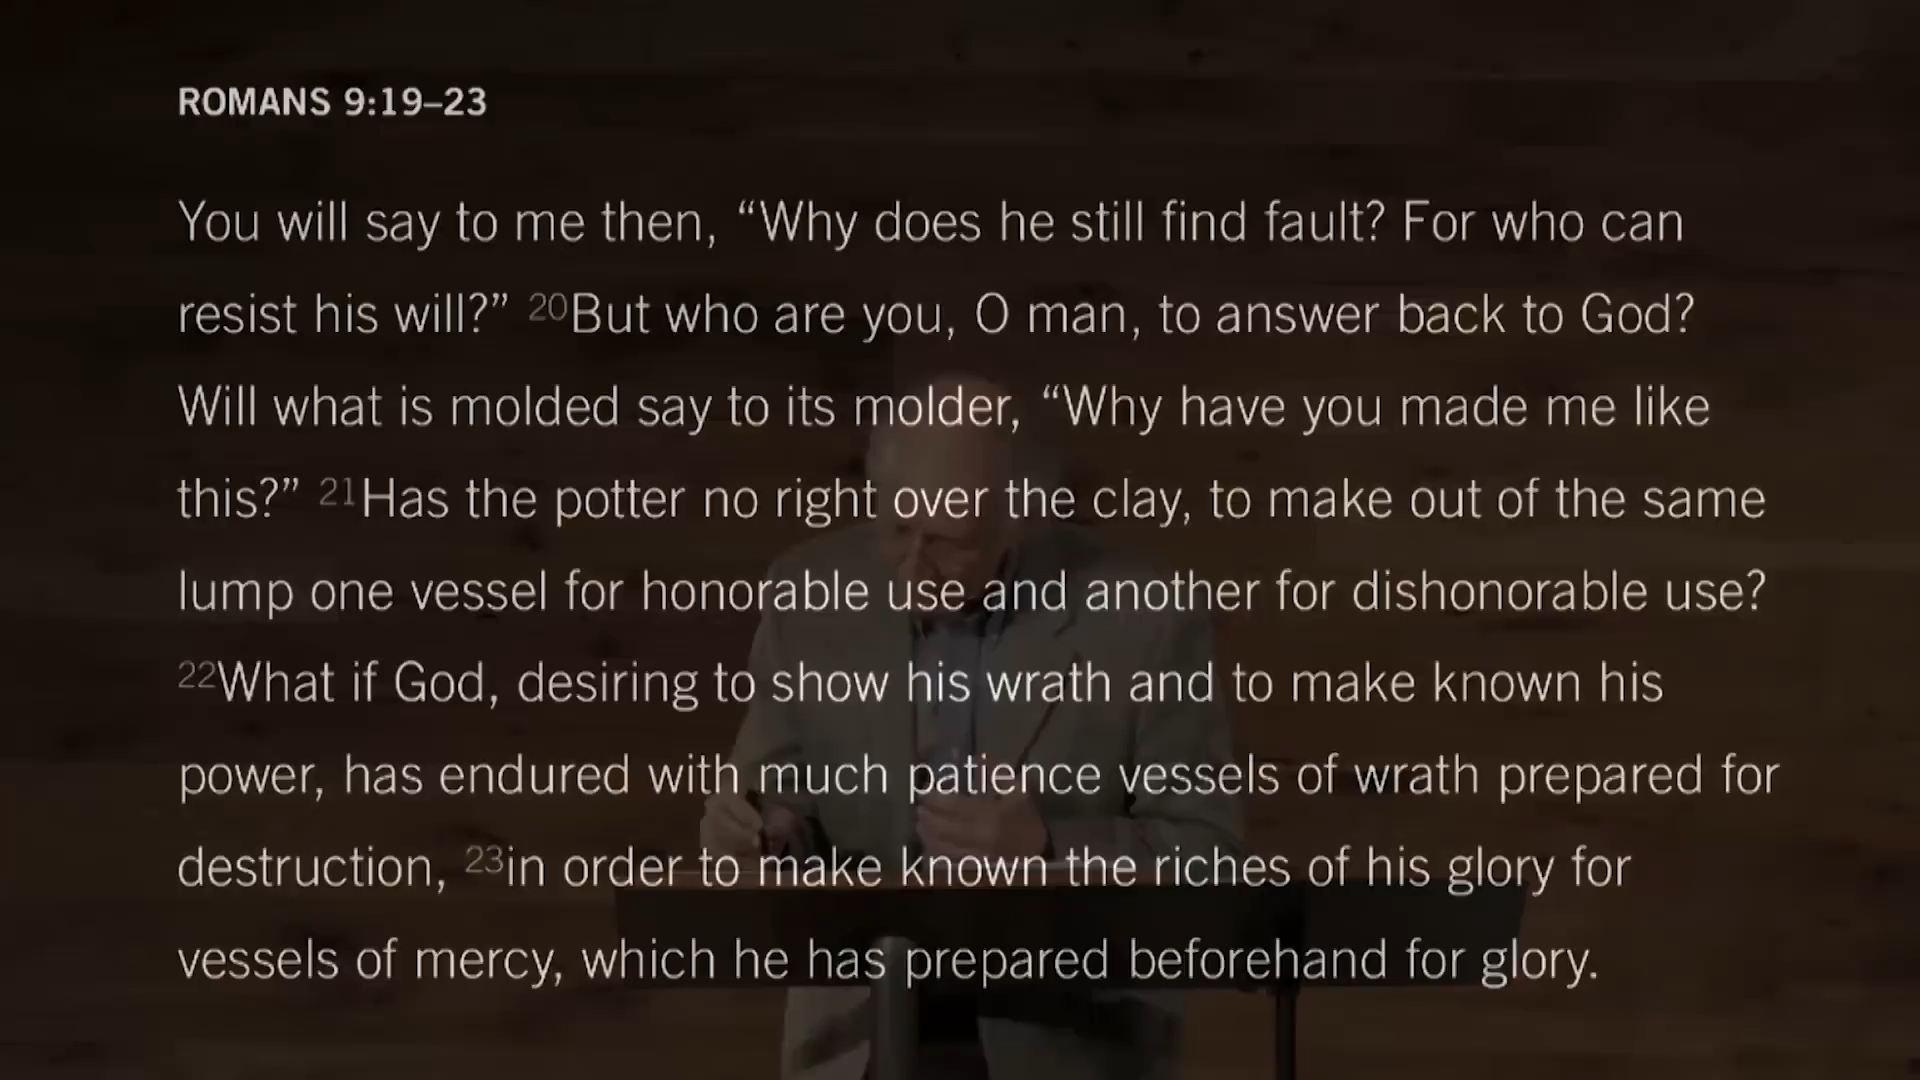 ROMANS 9:19–23
You will say to me then, “Why does he still find fault? For who can
resist his will?” 20But who are you, O man, to answer back to God?
Will what is molded say to its molder, “Why have you made me like
this?” 21Has the potter no right over the clay, to make out of the same
lump one vessel for honorable use and another for dishonorable use?
22What if God, desiring to show his wrath and to make known his
power, has endured with much patience vessels of wrath prepared for
destruction, 23in order to make known the riches of his glory for
vessels of mercy, which he has prepared beforehand for glory.